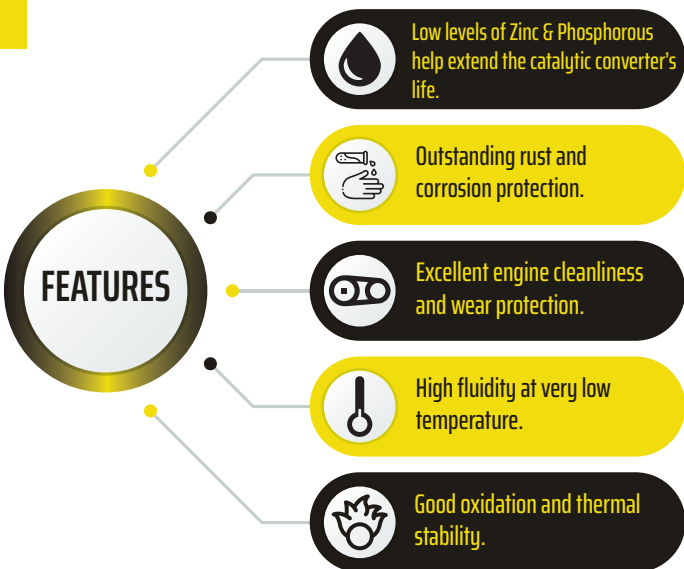 Low levels of Zinc & Phosphorous
help extend the catalytic converter's
life.
Outstanding rust and
corrosion protection.
FEATURES
Excellent engine cleanliness
and wear protection.
High fluidity at very low
temperature.
Good oxidation and thermal
stability.